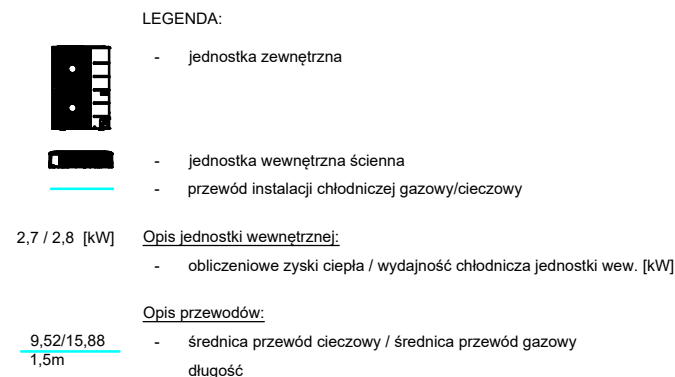 LEGENDA:
- jednostka zewnętrzna
- jednostka wewnętrzna ścienna
- przewód instalacji chłodniczej gazowy/cieczowy
2,7 / 2,8 [kW] Opis jednostki wewnętrznej:
- obliczeniowe zyski ciepła / wydajność chłodnicza jednostki wew. [kW]
Opis przewodów:
9,52/15,88 - średnica przewód cieczowy / średnica przewód gazowy
1,5m długość